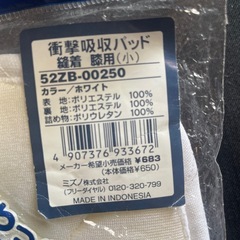 衝撃吸収パッド
縫着 膝用(小)
52ZB-00250
カラー/ホワイト
表 地:ポリエステル 100%
裏 地:ポリエステル 100%
詰め物:ポリウレタン 100%
4 907376 933672
メーカー希望小売価格 ¥683
(本体価格 ¥650)
ミズノ株式会社
(フリーダイヤル) 0120-320-799
MADE IN INDONESIA